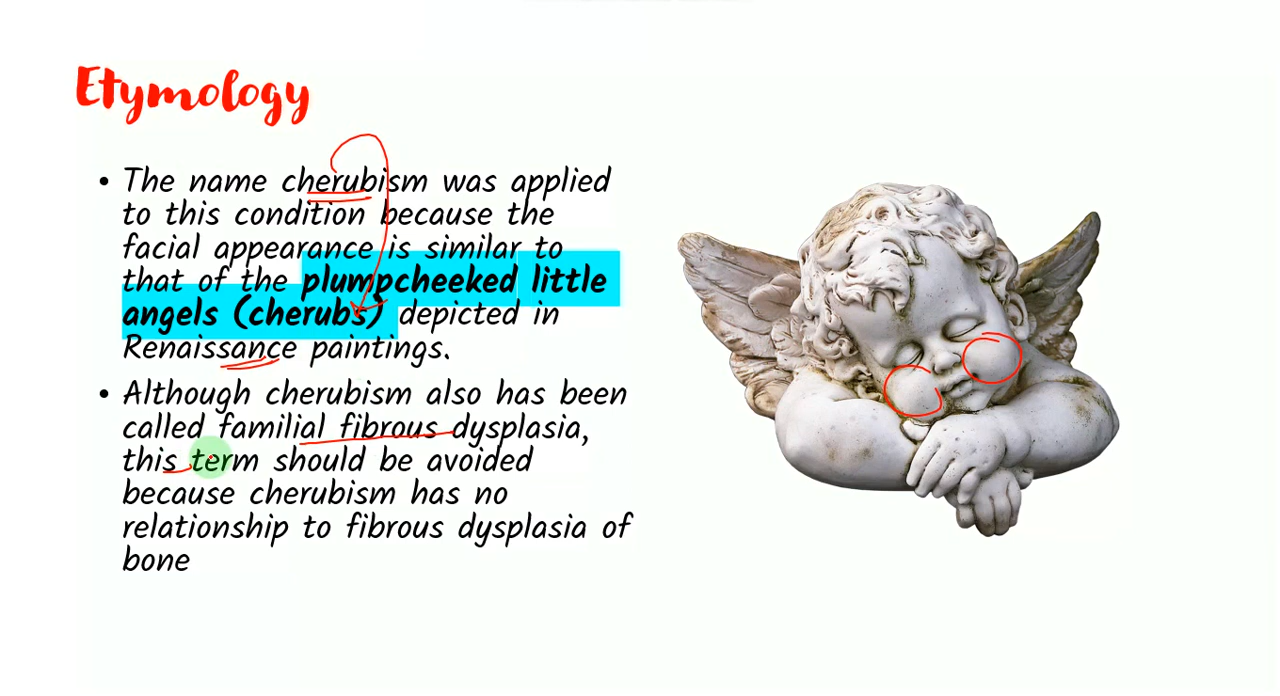 Etymology
• The name cherubism was applied
to this condition because the
facial appearance is similar to
that of the plumpcheeked little
angels (cherubs) depicted in
Renaissance paintings.
• Although cherubism also has been
called familial fibrous dysplasia,
this term should be avoided
because cherubism has no
relationship to fibrous dysplasia of
bone